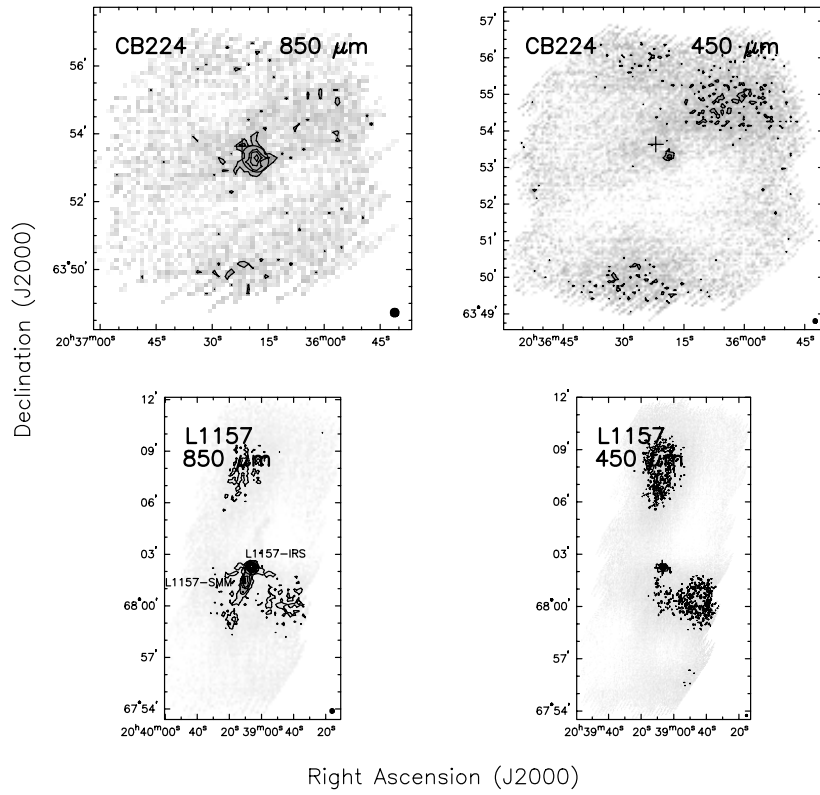 CB224 850 μm
56'
54'
52'
63°50'
20ʰ37ᵐ00ˢ 45ˢ 30ˢ 15ˢ 36ᵐ00ˢ 45ˢ
CB224 450 μm
57'
56'
55'
54'
53'
52'
51'
50'
63°49'
20ʰ36ᵐ45ˢ 30ˢ 15ˢ 36ᵐ00ˢ 45ˢ
Declination (J2000)
L1157
850 μm
L1157-IRS
L1157-SMM
12'
09'
06'
03'
68°00'
57'
67°54'
20ʰ40ᵐ00ˢ 40ˢ 20ˢ 39ᵐ00ˢ 40ˢ 20ˢ
L1157
450 μm
12'
09'
06'
03'
68°00'
57'
67°54'
20ʰ39ᵐ40ˢ 20ˢ 39ᵐ00ˢ 40ˢ 20ˢ
Right Ascension (J2000)